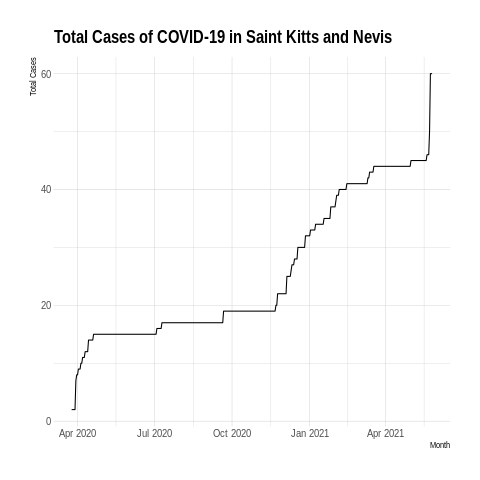 Total Cases of COVID-19 in Saint Kitts and Nevis
Total Cases
60
40
20
0
Apr 2020 Jul 2020 Oct 2020 Jan 2021 Apr 2021
Month